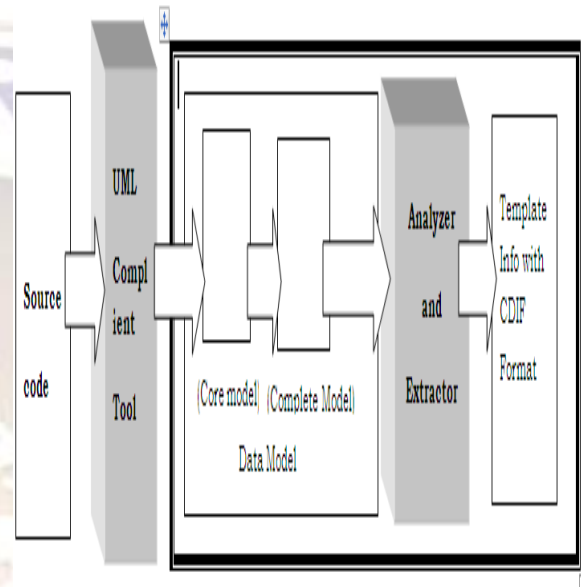 Source
code
UML
Compl
ient
Tool
(Core model)
(Complete Model)
Data Model
Analyzer
and
Extractor
Template
Info with
CDIF
Format